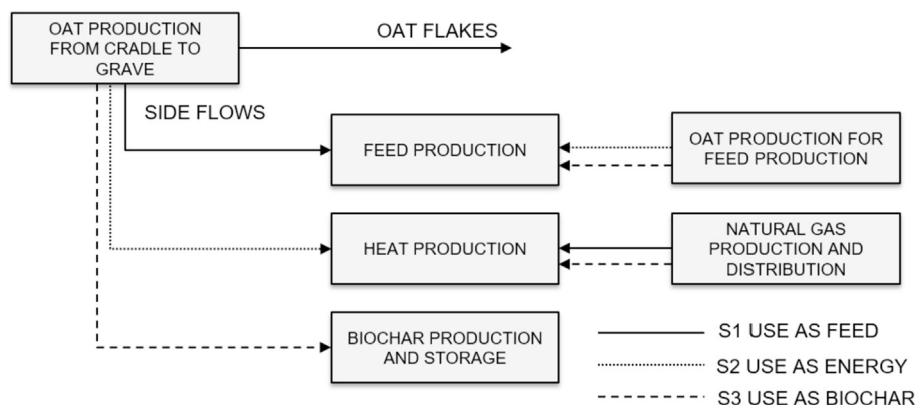 OAT PRODUCTION
FROM CRADLE TO
GRAVE
OAT FLAKES
SIDE FLOWS
FEED PRODUCTION
OAT PRODUCTION FOR
FEED PRODUCTION
HEAT PRODUCTION
NATURAL GAS
PRODUCTION AND
DISTRIBUTION
BIOCHAR PRODUCTION
AND STORAGE
S1 USE AS FEED
S2 USE AS ENERGY
S3 USE AS BIOCHAR